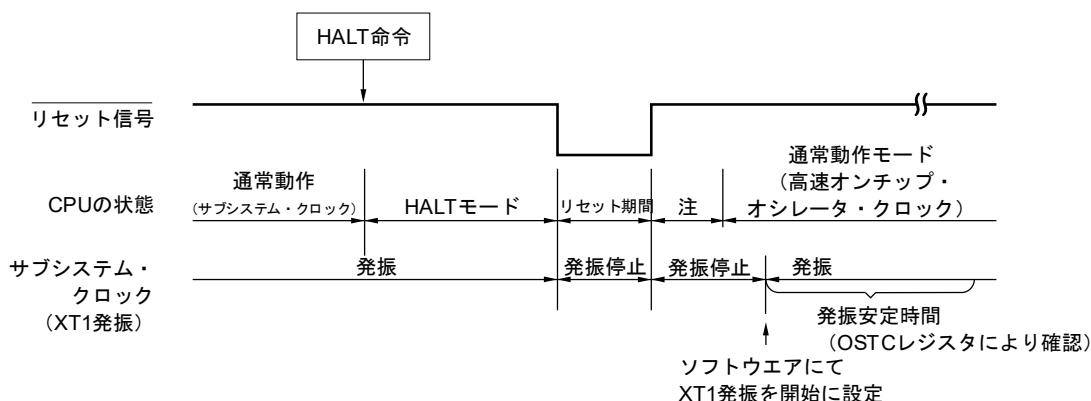 HALT命令
リセット信号
通常動作
(サブシステム・クロック)
CPUの状態
HALTモード
リセット期間
注
通常動作モード
（高速オンチップ・
オシレータ・クロック）
サブシステム・
クロック
（XT1発振）
発振
発振停止
発振停止
発振
発振安定時間
（OSTCレジスタにより確認）
ソフトウエアにて
XT1発振を開始に設定